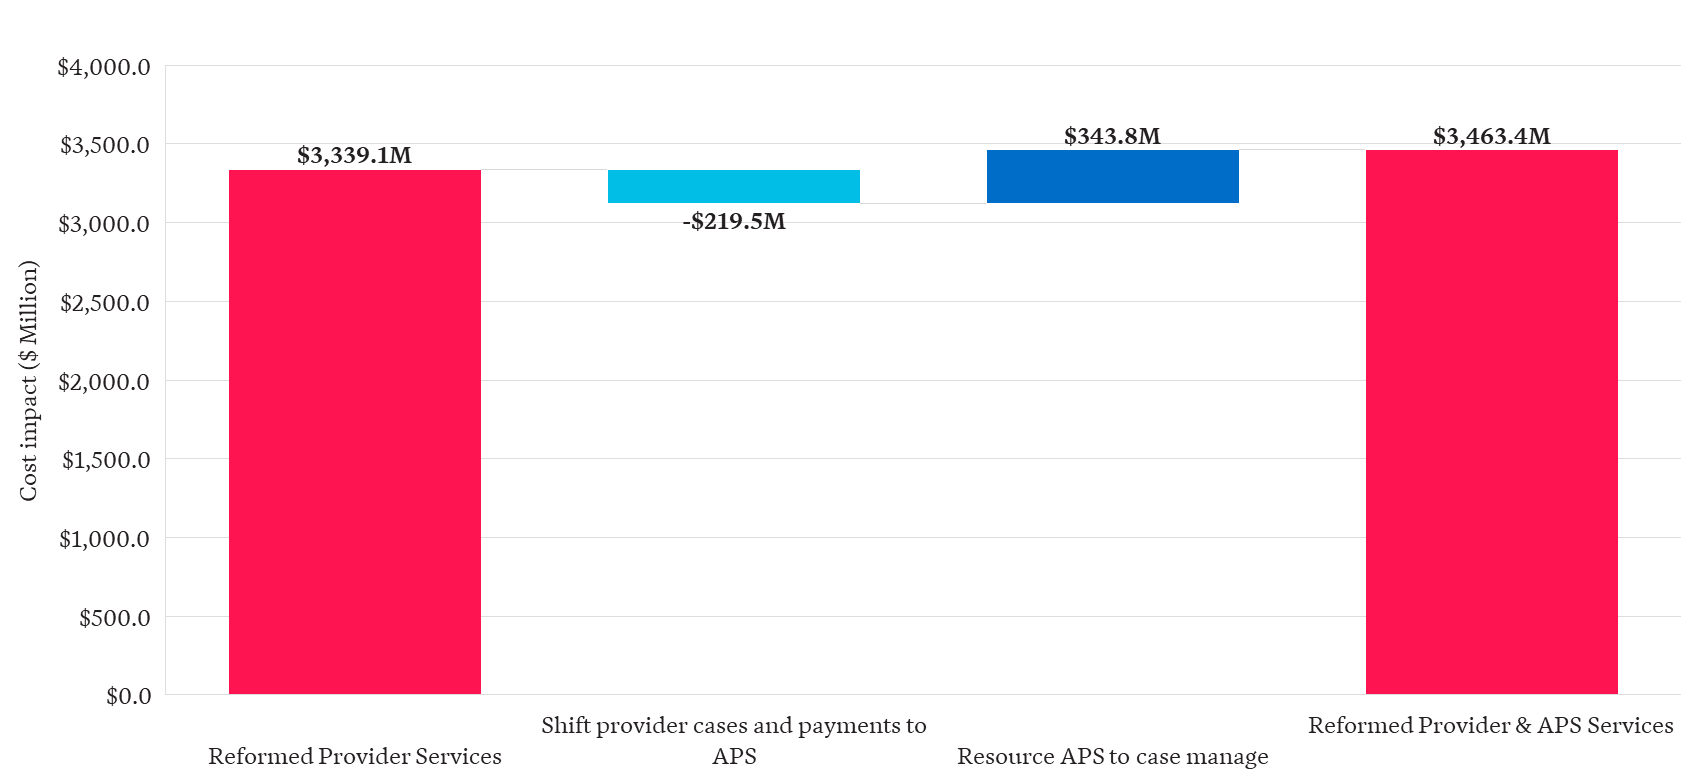 $4,000.0
$3,500.0
$3,000.0
$2,500.0
$2,000.0
$1,500.0
$1,000.0
$500.0
$0.0
Cost impact ($ Million)
$3,339.1M
-$219.5M
$343.8M
$3,463.4M
Reformed Provider Services
Shift provider cases and payments to
APS
Resource APS to case manage
Reformed Provider & APS Services